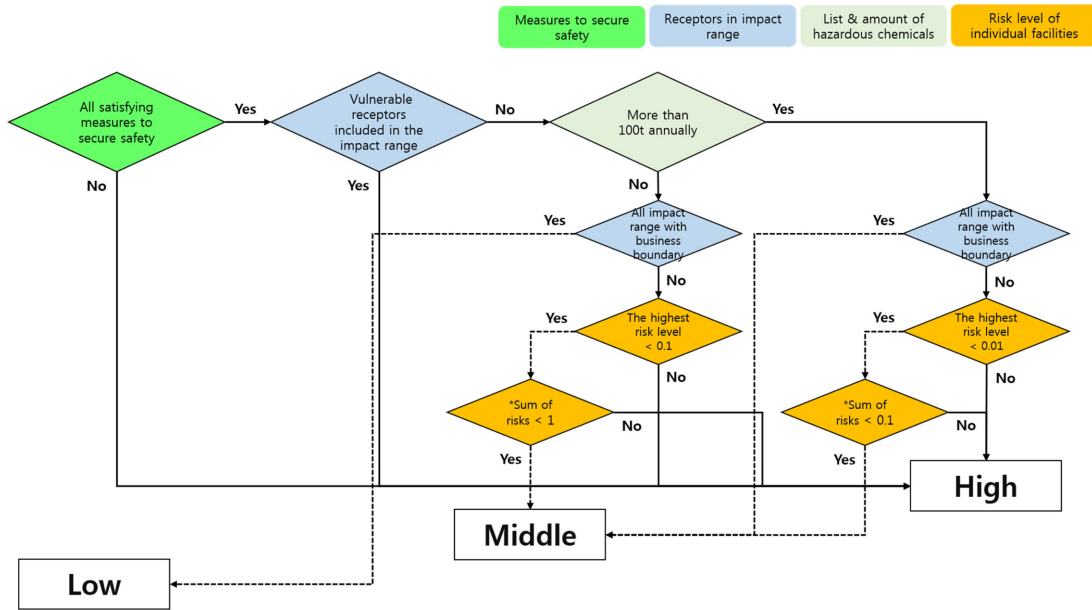 Measures to secure
safety
Receptors in impact
range
List & amount of
hazardous chemicals
Risk level of
individual facilities
All satisfying
measures to
secure safety
Yes
No
Vulnerable
receptors
included in the
impact range
No
Yes
More than
100t annually
Yes
No
All impact
range with
business
boundary
Yes
No
All impact
range with
business
boundary
Yes
No
The highest
risk level
< 0.1
Yes
No
The highest
risk level
< 0.01
Yes
No
*Sum of
risks < 1
No
Yes
*Sum of
risks < 0.1
No
Yes
High
Middle
Low